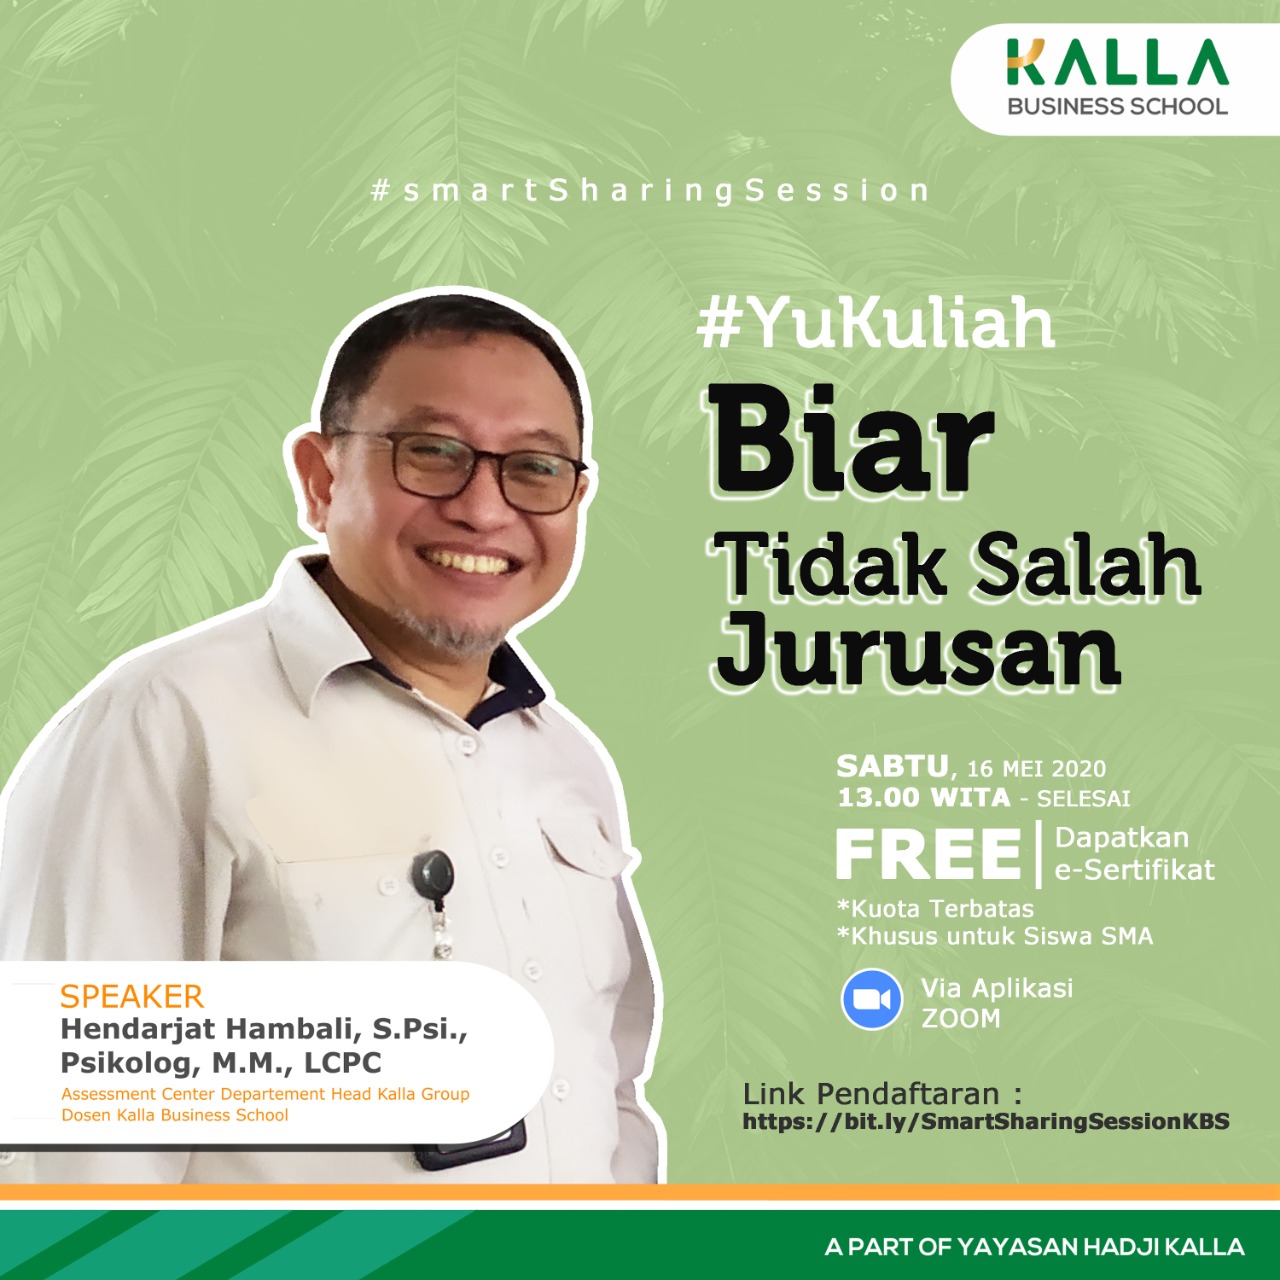 KALLA
BUSINESS SCHOOL
#smartSharingSession
#YuKuliah
Biar
Tidak Salah
Jurusan
SABTU, 16 MEI 2020
13.00 WITA - SELESAI
FREE
Dapatkan
e-Sertifikat
*Kuota Terbatas
*Khusus untuk Siswa SMA
Via Aplikasi
ZOOM
Link Pendaftaran :
https://bit.ly/SmartSharingSessionKBS
SPEAKER
Hendarjat Hambali, S.Psi.,
Psikolog, M.M., LCPC
Assessment Center Departement Head Kalla Group
Dosen Kalla Business School
A PART OF YAYASAN HADJI KALLA